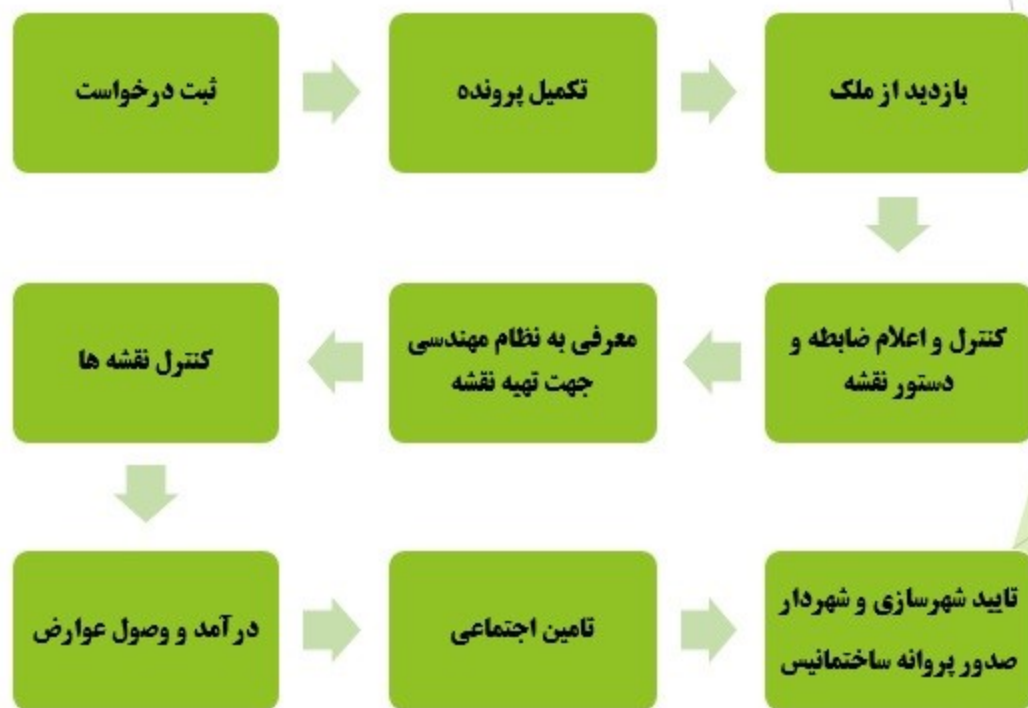 ثبت درخواست
تکمیل پرونده
بازدید از ملک
کنترل و اعلام ضابطه و
دستور نقشه
معرفی به نظام مهندسی
جهت تهیه نقشه
کنترل نقشه ها
درآمد و وصول عوارض
تامین اجتماعی
تایید شهرسازی و شهردار
صدور پروانه ساختمانیس